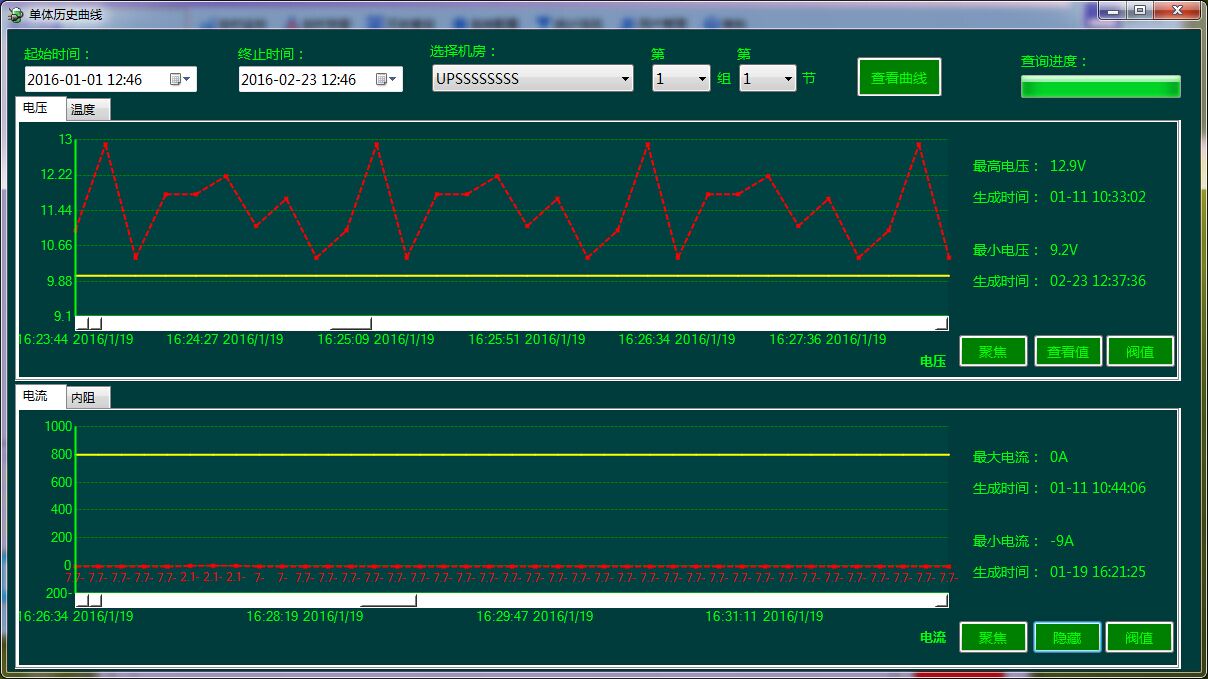 单体历史曲线
起始时间：
终止时间：
选择机房：
第
第
查询进度：
2016-01-01 12:46
2016-02-23 12:46
UPSSSSSSSS
1
组
1
节
查看曲线
电压
温度
13
12.22
11.44
10.66
9.88
9.1
16:23:44 2016/1/19
16:24:27 2016/1/19
16:25:09 2016/1/19
16:25:51 2016/1/19
16:26:34 2016/1/19
16:27:36 2016/1/19
电压
最高电压： 12.9V
生成时间： 01-11 10:33:02
最小电压： 9.2V
生成时间： 02-23 12:37:36
聚焦
查看值
阀值
电流
内阻
1000
800
600
400
200
0
200-
7.7- 7.7- 7.7- 7.7- 7.7- 2.1- 2.1- 2.1- 7- 7- 7.7- 7.7- 7.7- 7.7- 7.7- 7.7- 7.7- 7.7- 7.7- 7.7- 7.7- 7.7- 7.7- 7.7- 7.7- 7.7- 7.7- 7.7- 7.7- 7.7- 7.7- 7.7- 7.7- 7.7- 7.7- 7.7- 7.7- 7.7- 7.7-
16:26:34 2016/1/19
16:28:19 2016/1/19
16:29:47 2016/1/19
16:31:11 2016/1/19
电流
最大电流： 0A
生成时间： 01-11 10:44:06
最小电流： -9A
生成时间： 01-19 16:21:25
聚焦
隐藏
阀值